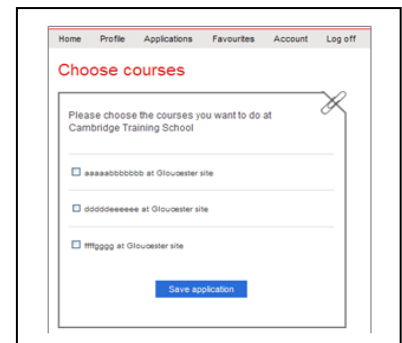 Home Profile Applications Favourites Account Log off
Choose courses
Please choose the courses you want to do at
Cambridge Training School
aaaaabbbbbbb at Gloucester site
dddddeeeeee at Gloucester site
ffffgggg at Gloucester site
Save application